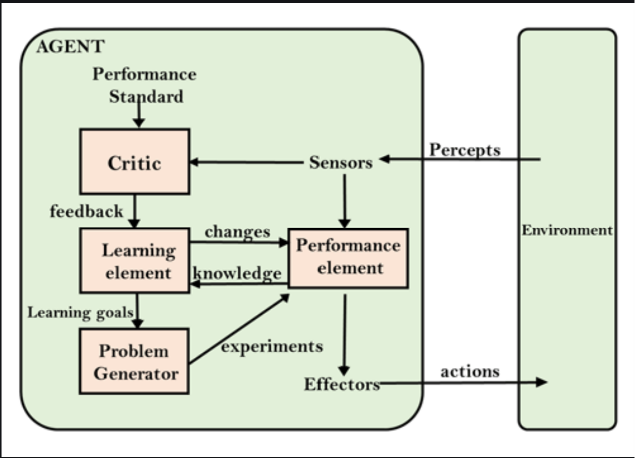 AGENT
Performance
Standard
Critic
Sensors
Percepts
feedback
changes
Learning
element
Performance
element
Environment
knowledge
Learning goals
Problem
Generator
experiments
Effectors
actions